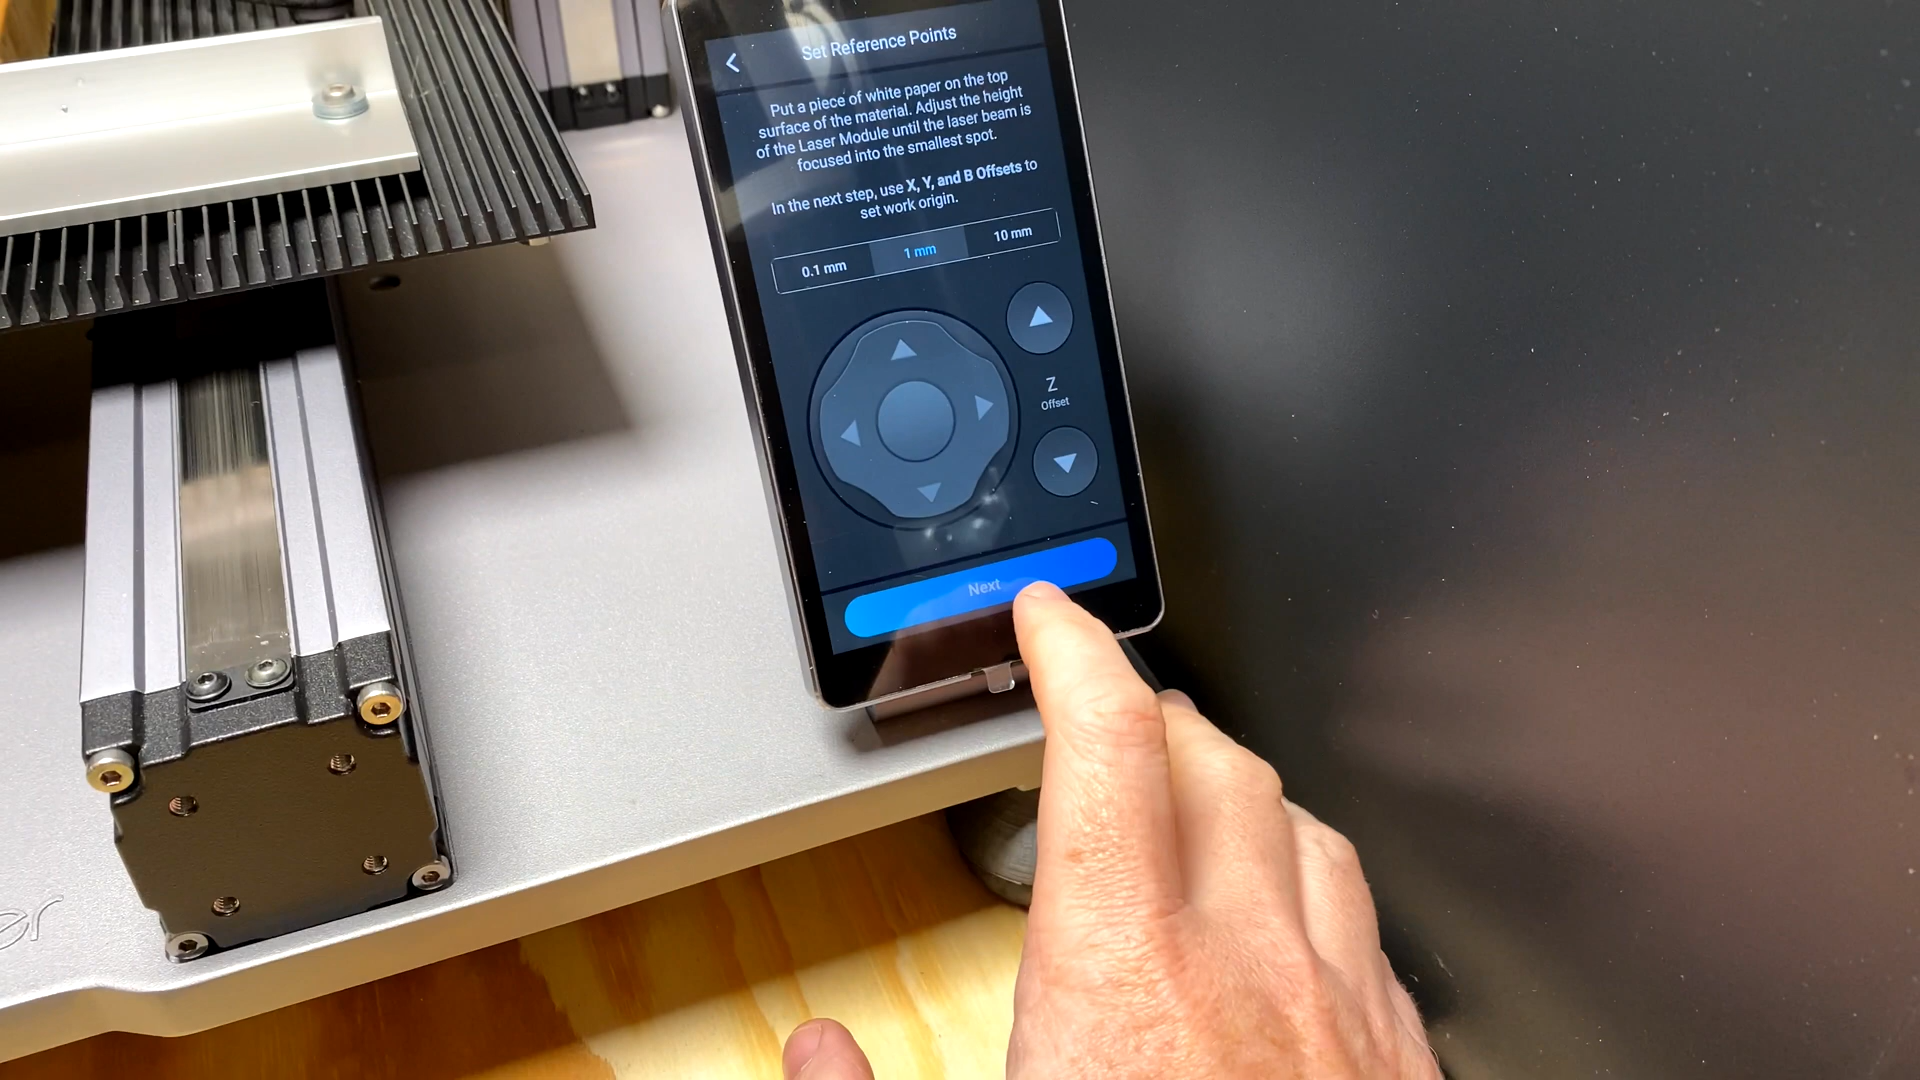 Set Reference Points
Put a piece of white paper on the top
surface of the material. Adjust the height
of the Laser Module until the laser beam is
focused into the smallest spot.
In the next step, use X, Y, and B Offsets to
set work origin.
0.1 mm
1 mm
10 mm
Z
Offset
Next
er